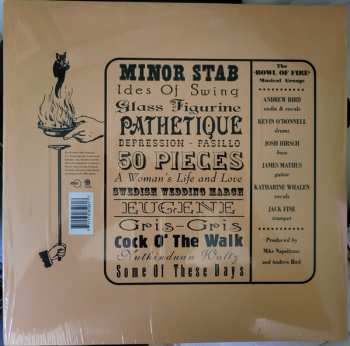 MINOR STAB
Ides Of Swing
Glass Figurine
PATHETIQUE
DEPRESSION - PASILLO
50 PIECES
A Woman's Life and Love
SWEDISH WEDDING MARCH
EUGENE
Gris-Gris
Cock O' The Walk
Nuthinduan Waltz
Some Of These Days
The
BOWL OF FIRE
Musical Arrange
ANDREW BIRD
violin & vocals
KEVIN O'DONNELL
drums
JOSH HIRSCH
bass
JAMES MATHUS
guitar
KATHARINE WHALEN
vocals
JACK FINE
trumpet
Produced by
Mike Napolitano
and Andrew Bird